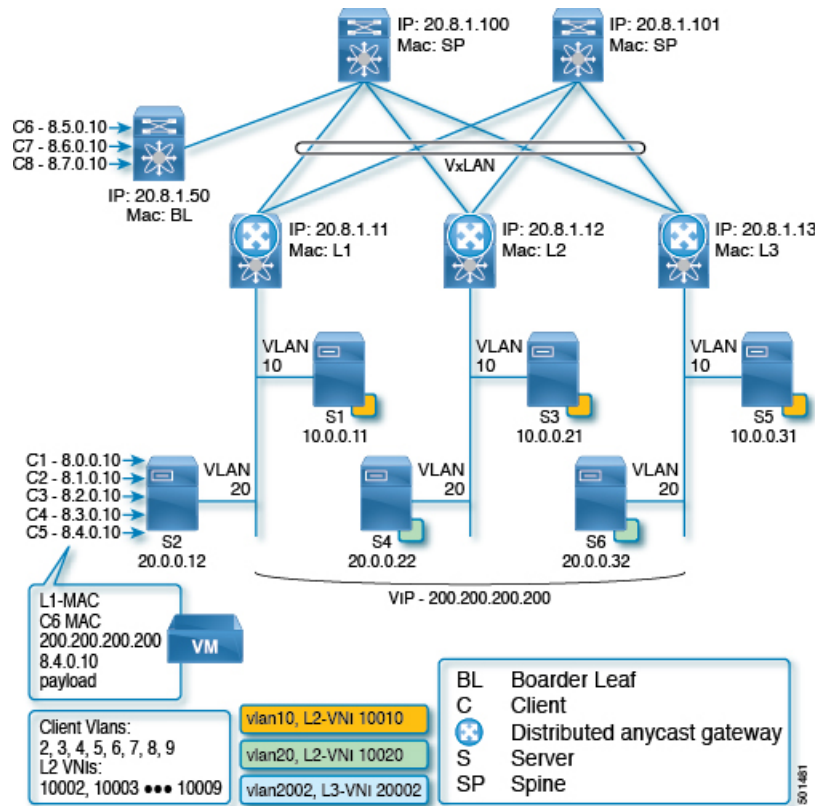 IP: 20.8.1.100
Mac: SP
IP: 20.8.1.101
Mac: SP
C6 - 8.5.0.10
C7 - 8.6.0.10
C8 - 8.7.0.10
IP: 20.8.1.50
Mac: BL
VxLAN
IP: 20.8.1.11
Mac: L1
IP: 20.8.1.12
Mac: L2
IP: 20.8.1.13
Mac: L3
VLAN
10
S1
10.0.0.11
VLAN
10
S3
10.0.0.21
VLAN
10
S5
10.0.0.31
C1 - 8.0.0.10
C2 - 8.1.0.10
C3 - 8.2.0.10
C4 - 8.3.0.10
C5 - 8.4.0.10
VLAN
20
S2
20.0.0.12
VLAN
20
S4
20.0.0.22
VLAN
20
S6
20.0.0.32
VIP - 200.200.200.200
L1-MAC
C6 MAC
200.200.200.200
8.4.0.10
payload
VM
Client Vlans:
2, 3, 4, 5, 6, 7, 8, 9
L2 VNIs:
10002, 10003 ••• 10009
vlan10, L2-VNI 10010
vlan20, L2-VNI 10020
vlan2002, L3-VNI 20002
BL Boarder Leaf
C Client
Distributed anycast gateway
S Server
SP Spine
501481